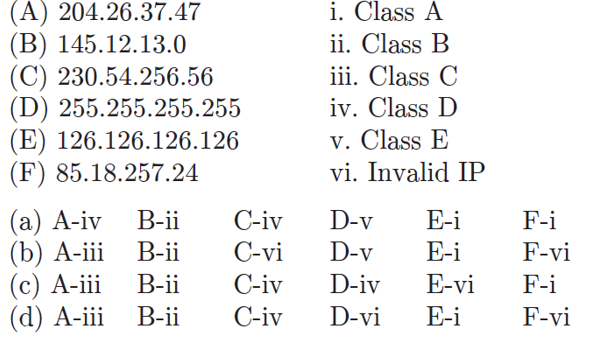 (A) 204.26.37.47 i. Class A
(B) 145.12.13.0 ii. Class B
(C) 230.54.256.56 iii. Class C
(D) 255.255.255.255 iv. Class D
(E) 126.126.126.126 v. Class E
(F) 85.18.257.24 vi. Invalid IP
(a) A-iv B-ii C-iv D-v E-i F-i
(b) A-iii B-ii C-vi D-v E-i F-vi
(c) A-iii B-ii C-iv D-iv E-vi F-i
(d) A-iii B-ii C-iv D-vi E-i F-vi